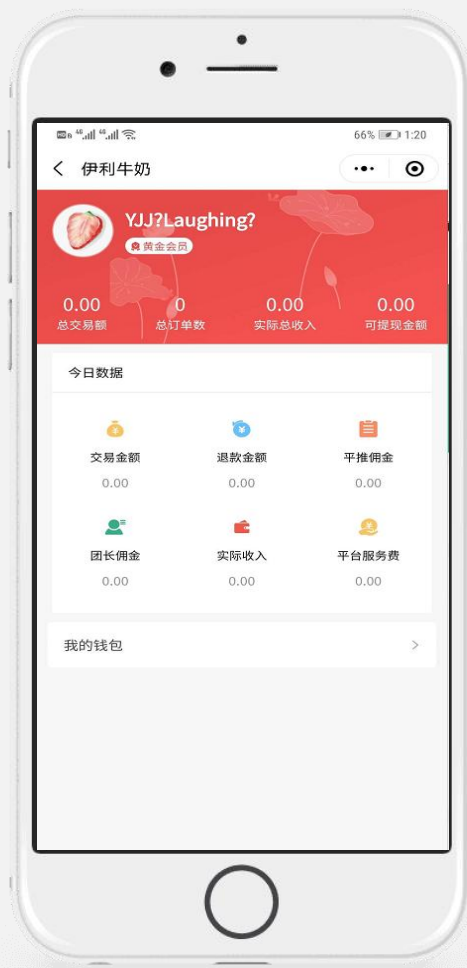 66% 1:20
伊利牛奶
YJJ?Laughing?
黄金会员
0.00 0 0.00 0.00
总交易额 总订单数 实际总收入 可提现金额
今日数据
交易金额 退款金额 平推佣金
0.00 0.00 0.00
团长佣金 实际收入 平台服务费
0.00 0.00 0.00
我的钱包